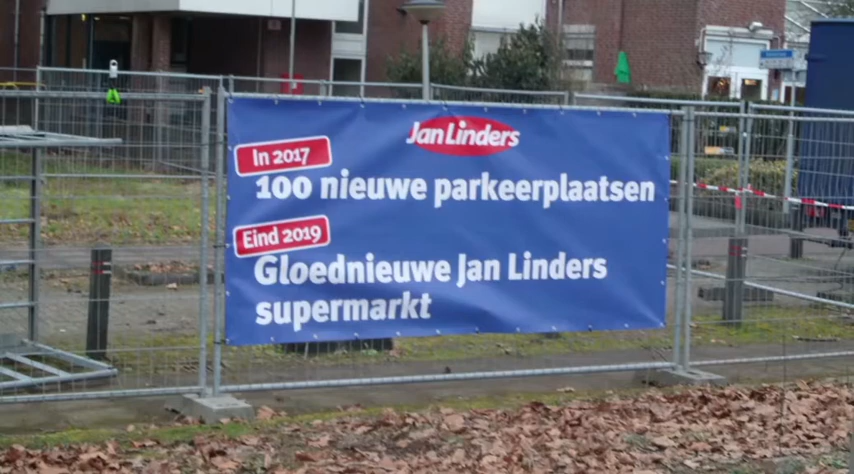 Jan Linders
In 2017
100 nieuwe parkeerplaatsen
Eind 2019
Gloednieuwe Jan Linders
supermarkt